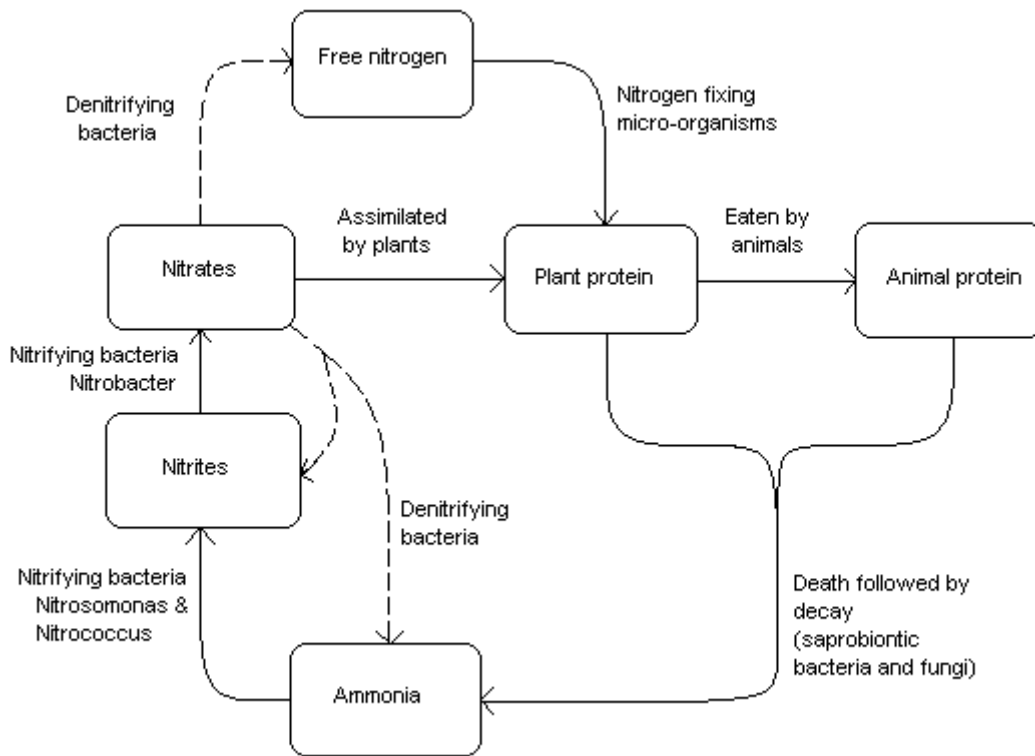 Free nitrogen
Denitrifying
bacteria
Nitrogen fixing
micro-organisms
Assimilated
by plants
Eaten by
animals
Nitrates
Plant protein
Animal protein
Nitrifying bacteria
Nitrobacter
Nitrites
Denitrifying
bacteria
Nitrifying bacteria
Nitrosomonas &
Nitrococcus
Death followed by
decay
(saprobiontic
bacteria and fungi)
Ammonia